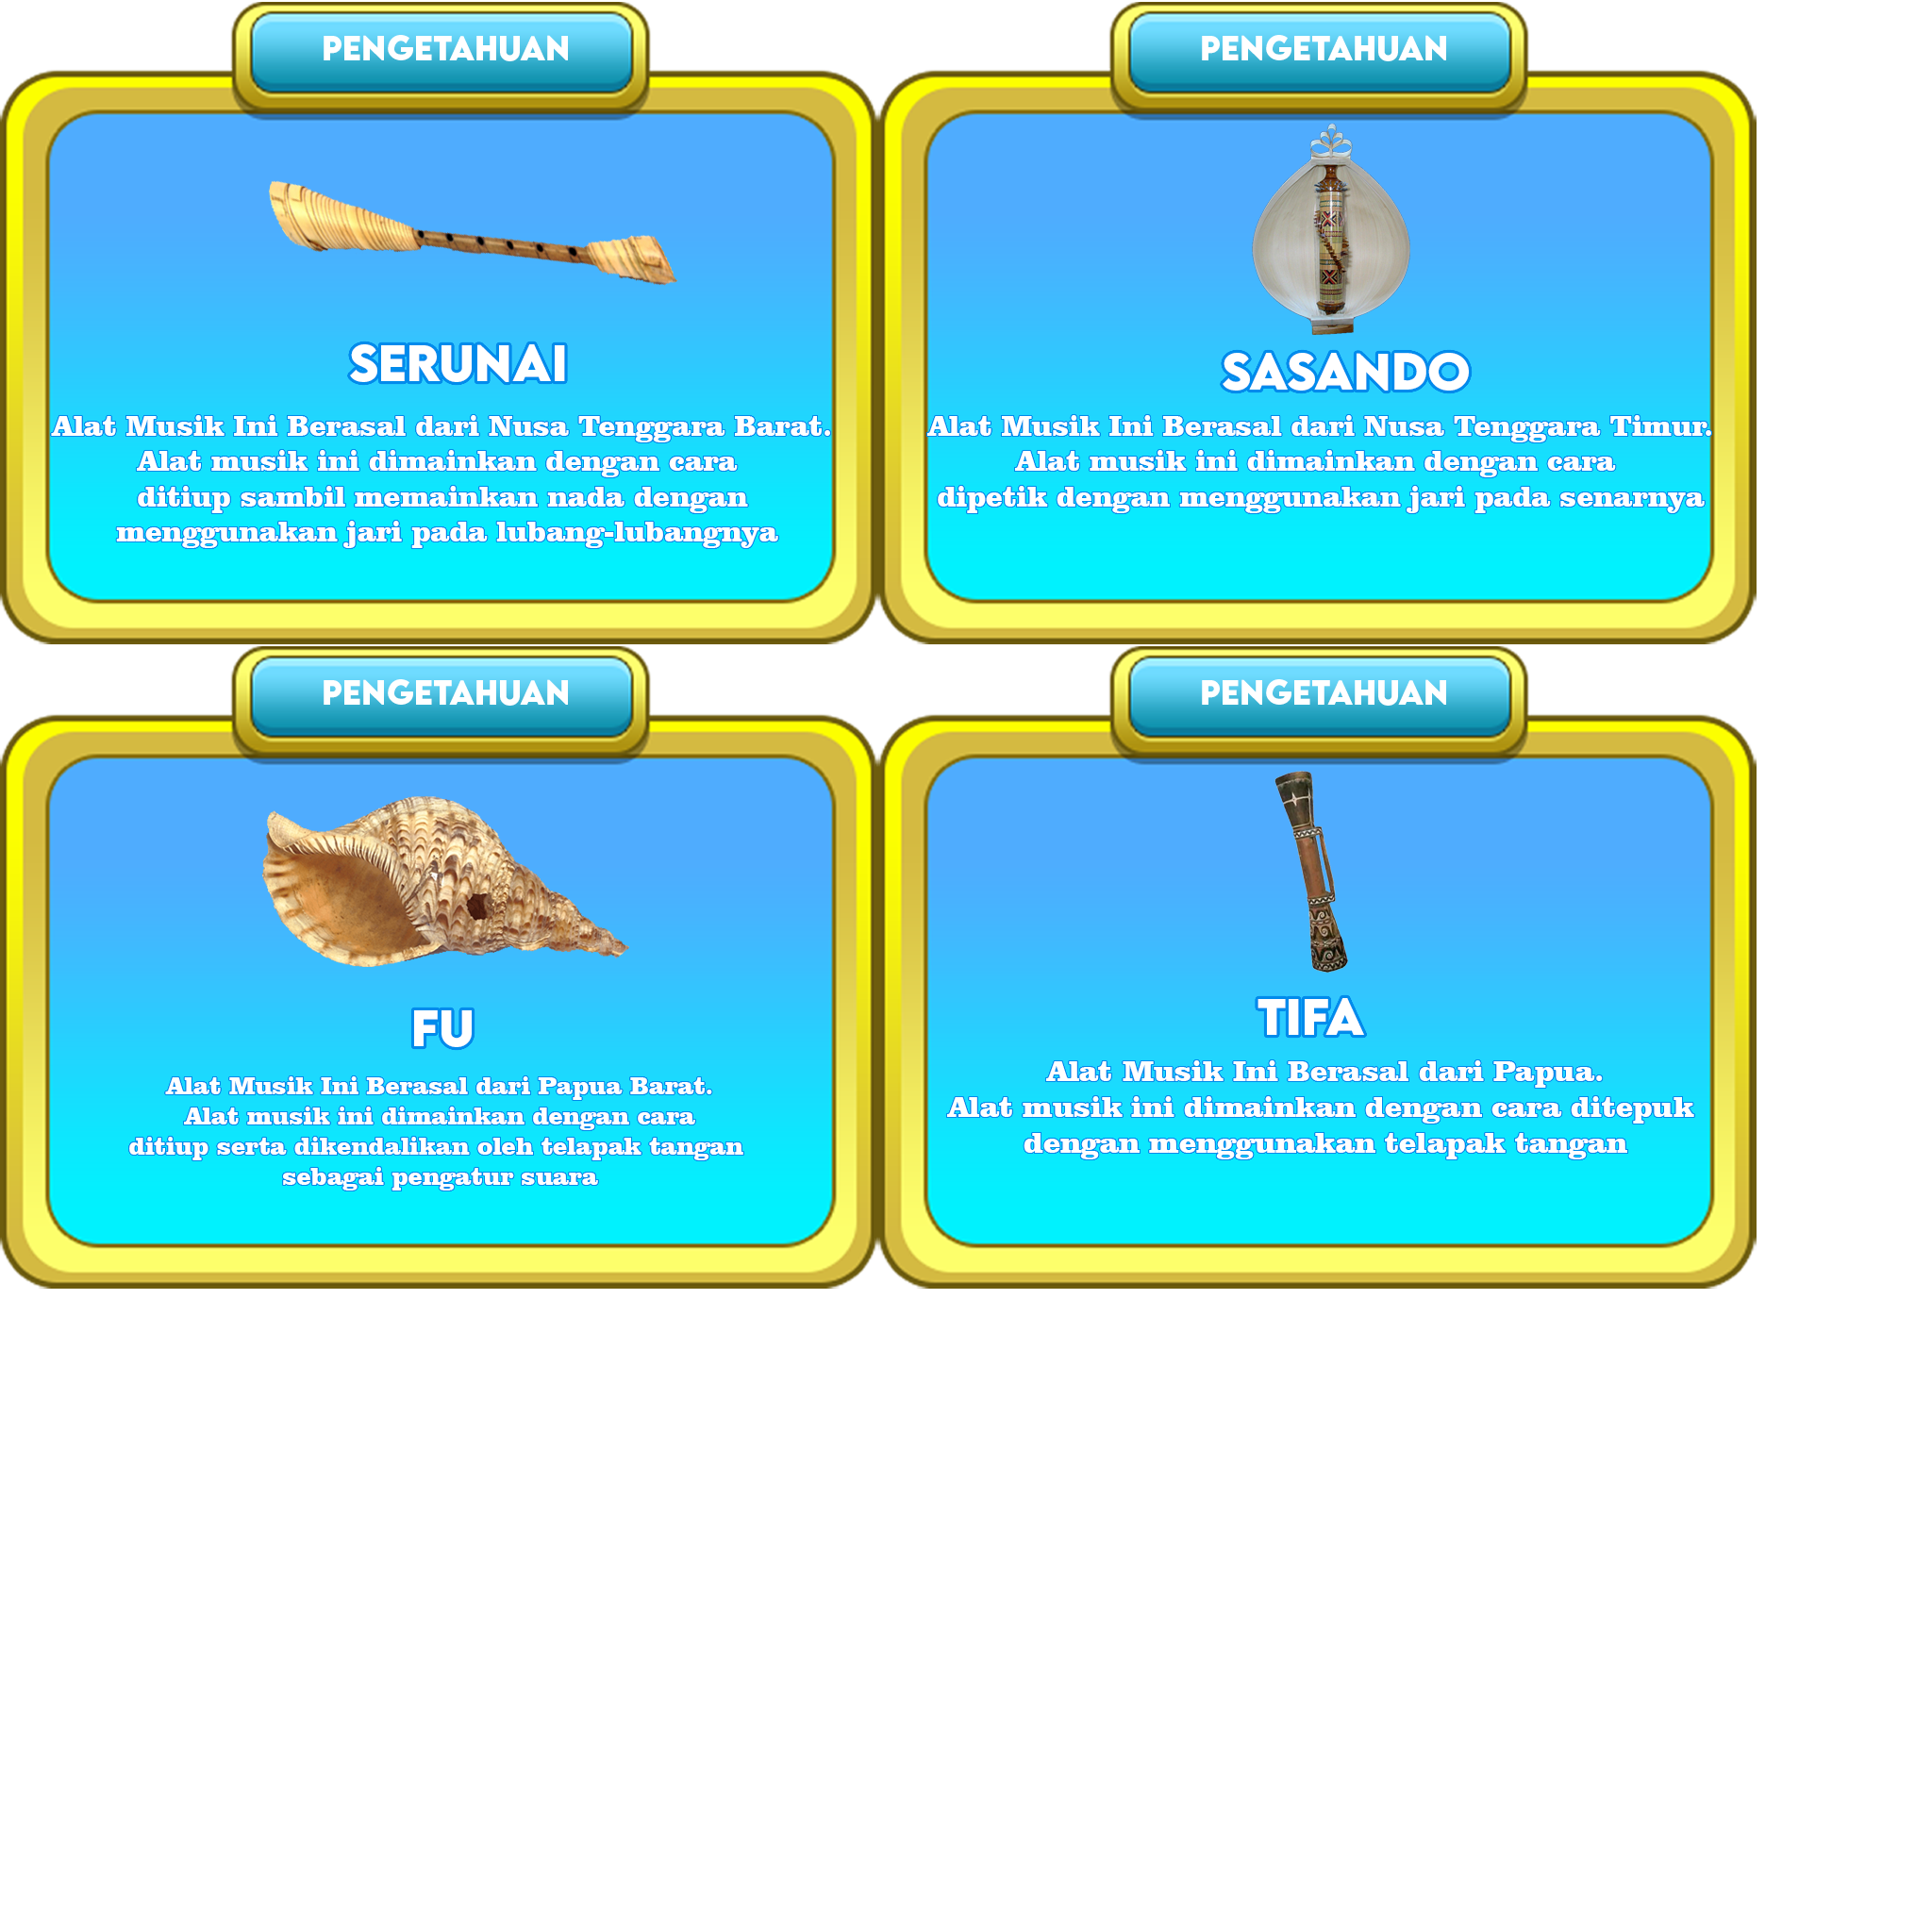 PENGETAHUAN
SERUNAI
Alat Musik Ini Berasal dari Nusa Tenggara Barat.
Alat musik ini dimainkan dengan cara
ditiup sambil memainkan nada dengan
menggunakan jari pada lubang-lubangnya
PENGETAHUAN
SASANDO
Alat Musik Ini Berasal dari Nusa Tenggara Timur.
Alat musik ini dimainkan dengan cara
dipetik dengan menggunakan jari pada senarnya
PENGETAHUAN
FU
Alat Musik Ini Berasal dari Papua Barat.
Alat musik ini dimainkan dengan cara
ditiup serta dikendalikan oleh telapak tangan
sebagai pengatur suara
PENGETAHUAN
TIFA
Alat Musik Ini Berasal dari Papua.
Alat musik ini dimainkan dengan cara ditepuk
dengan menggunakan telapak tangan